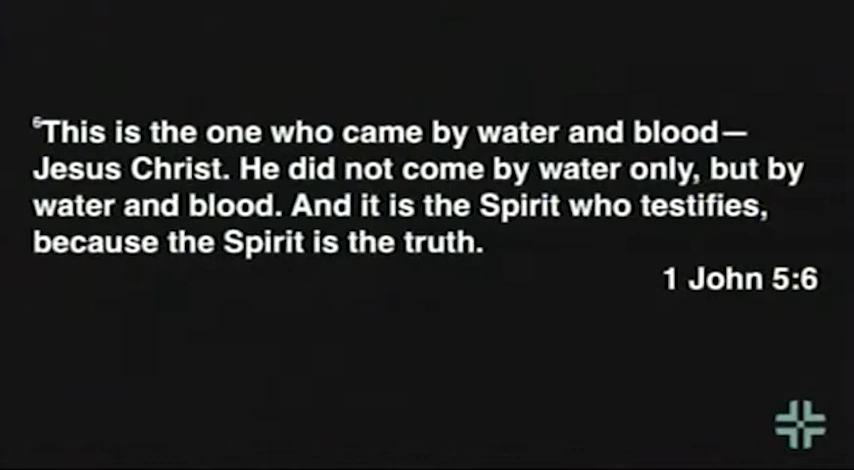 ⁶This is the one who came by water and blood—
Jesus Christ. He did not come by water only, but by
water and blood. And it is the Spirit who testifies,
because the Spirit is the truth.
1 John 5:6